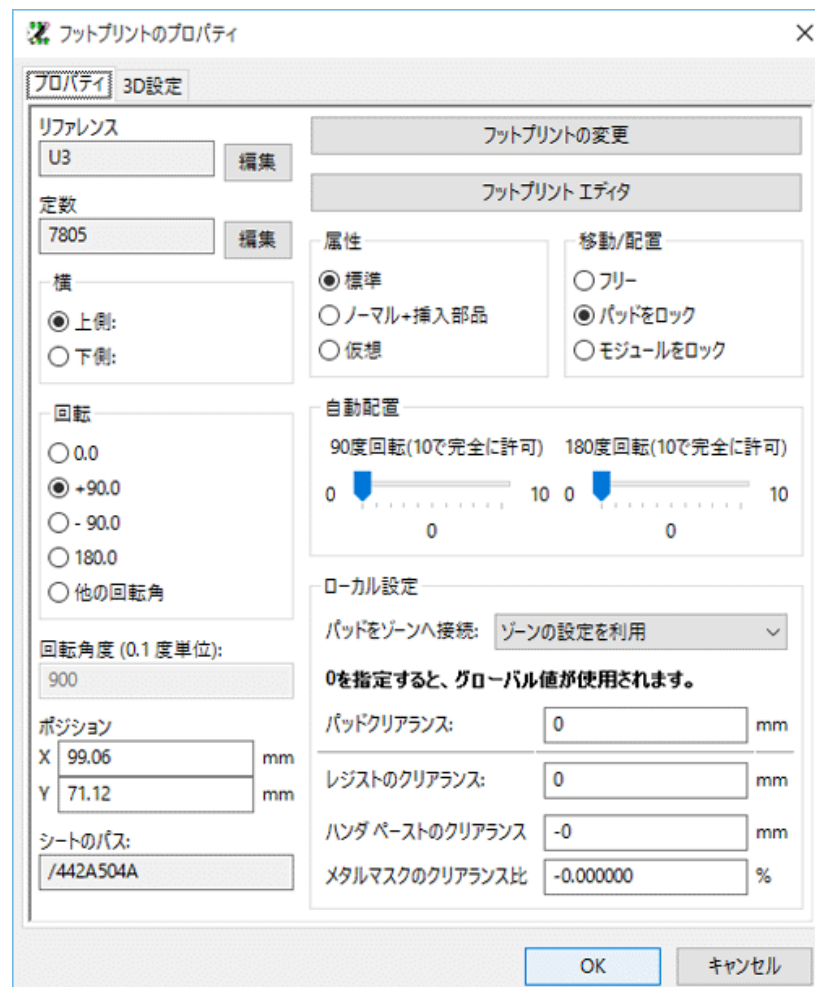 フットプリントのプロパティ
プロパティ 3D設定
リファレンス
U3 編集
定数
7805 編集
横
上側:
下側:
回転
0.0
+90.0
- 90.0
180.0
他の回転角
回転角度 (0.1 度単位):
900
ポジション
X 99.06 mm
Y 71.12 mm
シートのパス:
/442A504A
フットプリントの変更
フットプリント エディタ
属性
標準
ノーマル+挿入部品
仮想
移動/配置
フリー
パッドをロック
モジュールをロック
自動配置
90度回転(10で完全に許可) 180度回転(10で完全に許可)
0 10 0 10
0 0
ローカル設定
パッドをゾーンへ接続: ゾーンの設定を利用
0を指定すると、グローバル値が使用されます。
パッドクリアランス: 0 mm
レジストのクリアランス: 0 mm
ハンダ ペーストのクリアランス -0 mm
メタルマスクのクリアランス比 -0.000000 %
OK キャンセル